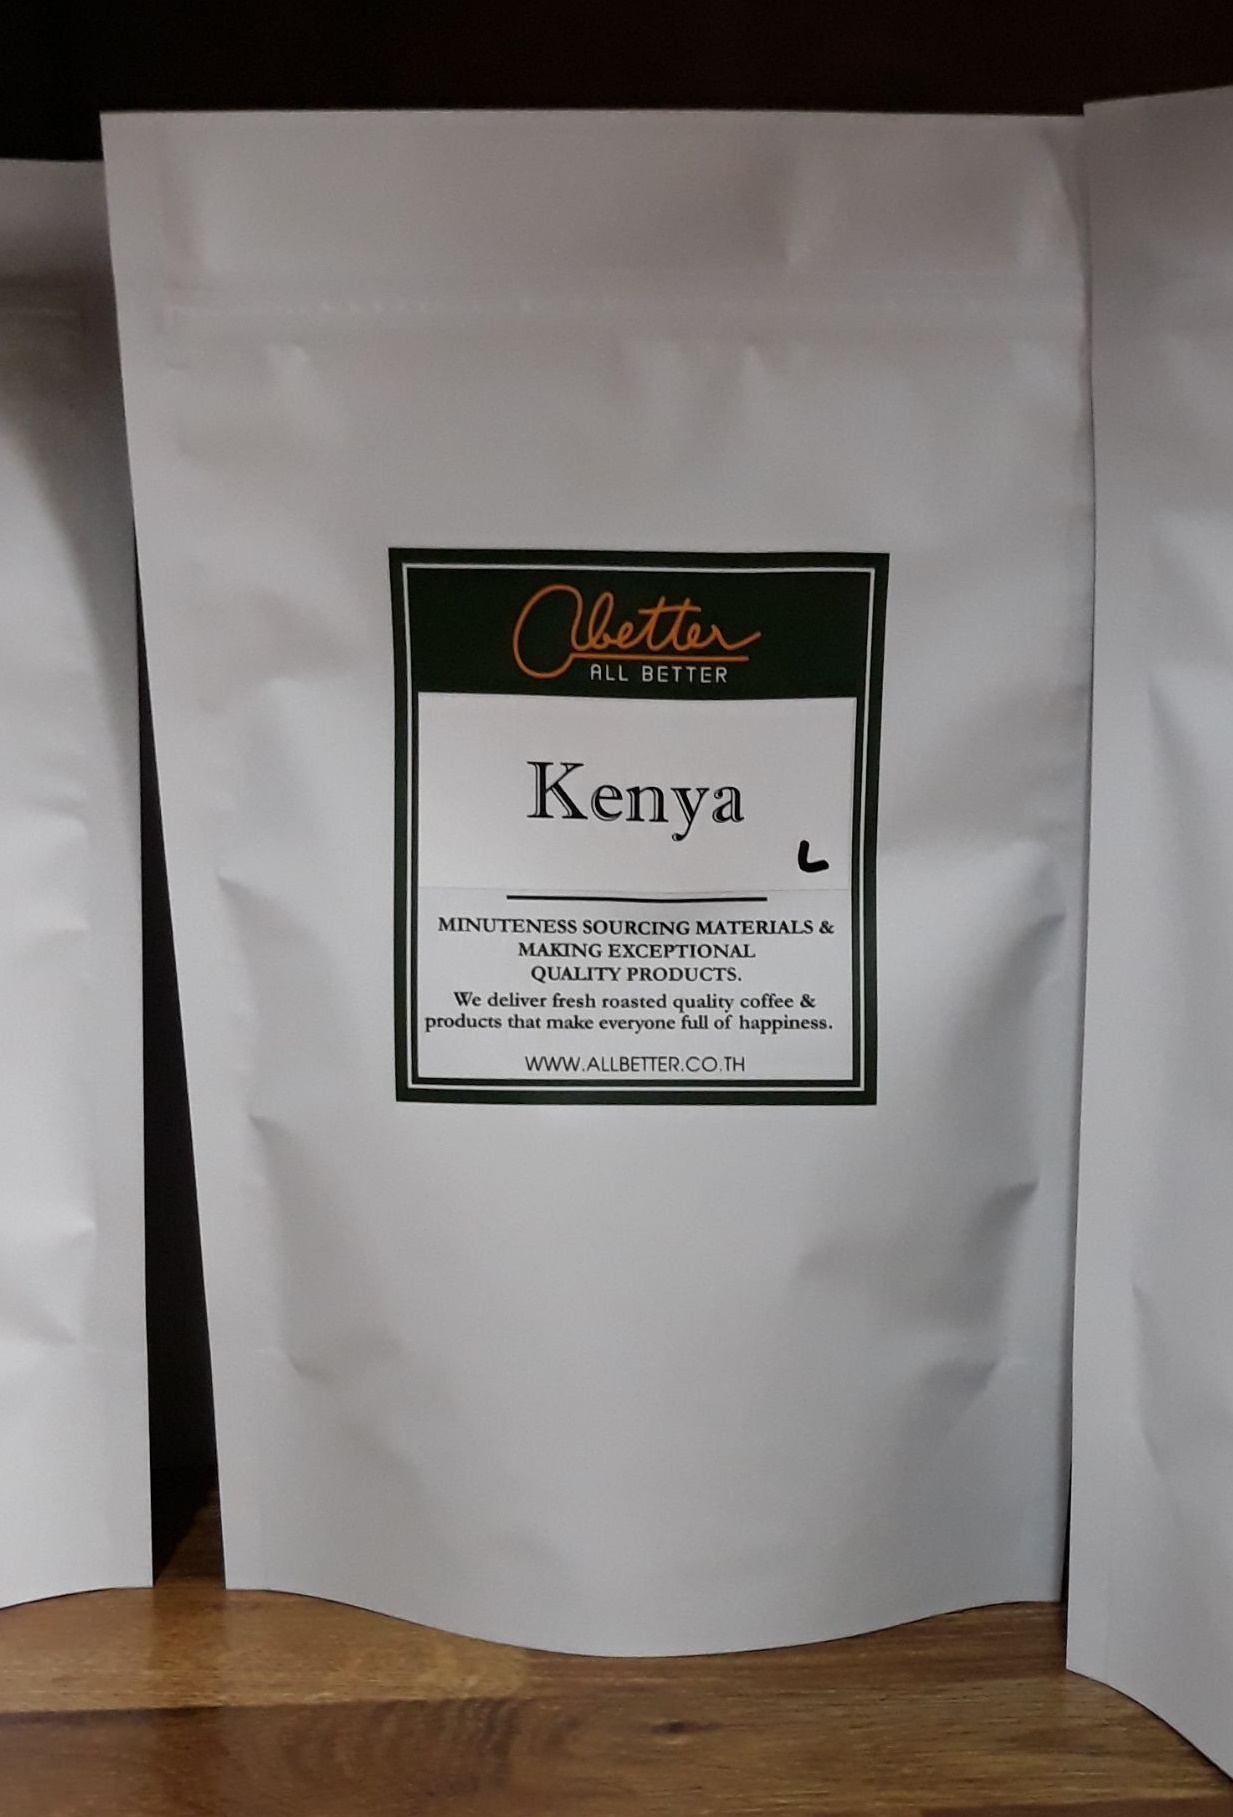 Abetter
ALL BETTER
Kenya
L
MINUTENESS SOURCING MATERIALS &
MAKING EXCEPTIONAL
QUALITY PRODUCTS.
We deliver fresh roasted quality coffee &
products that make everyone full of happiness.
WWW.ALLBETTER.CO.TH